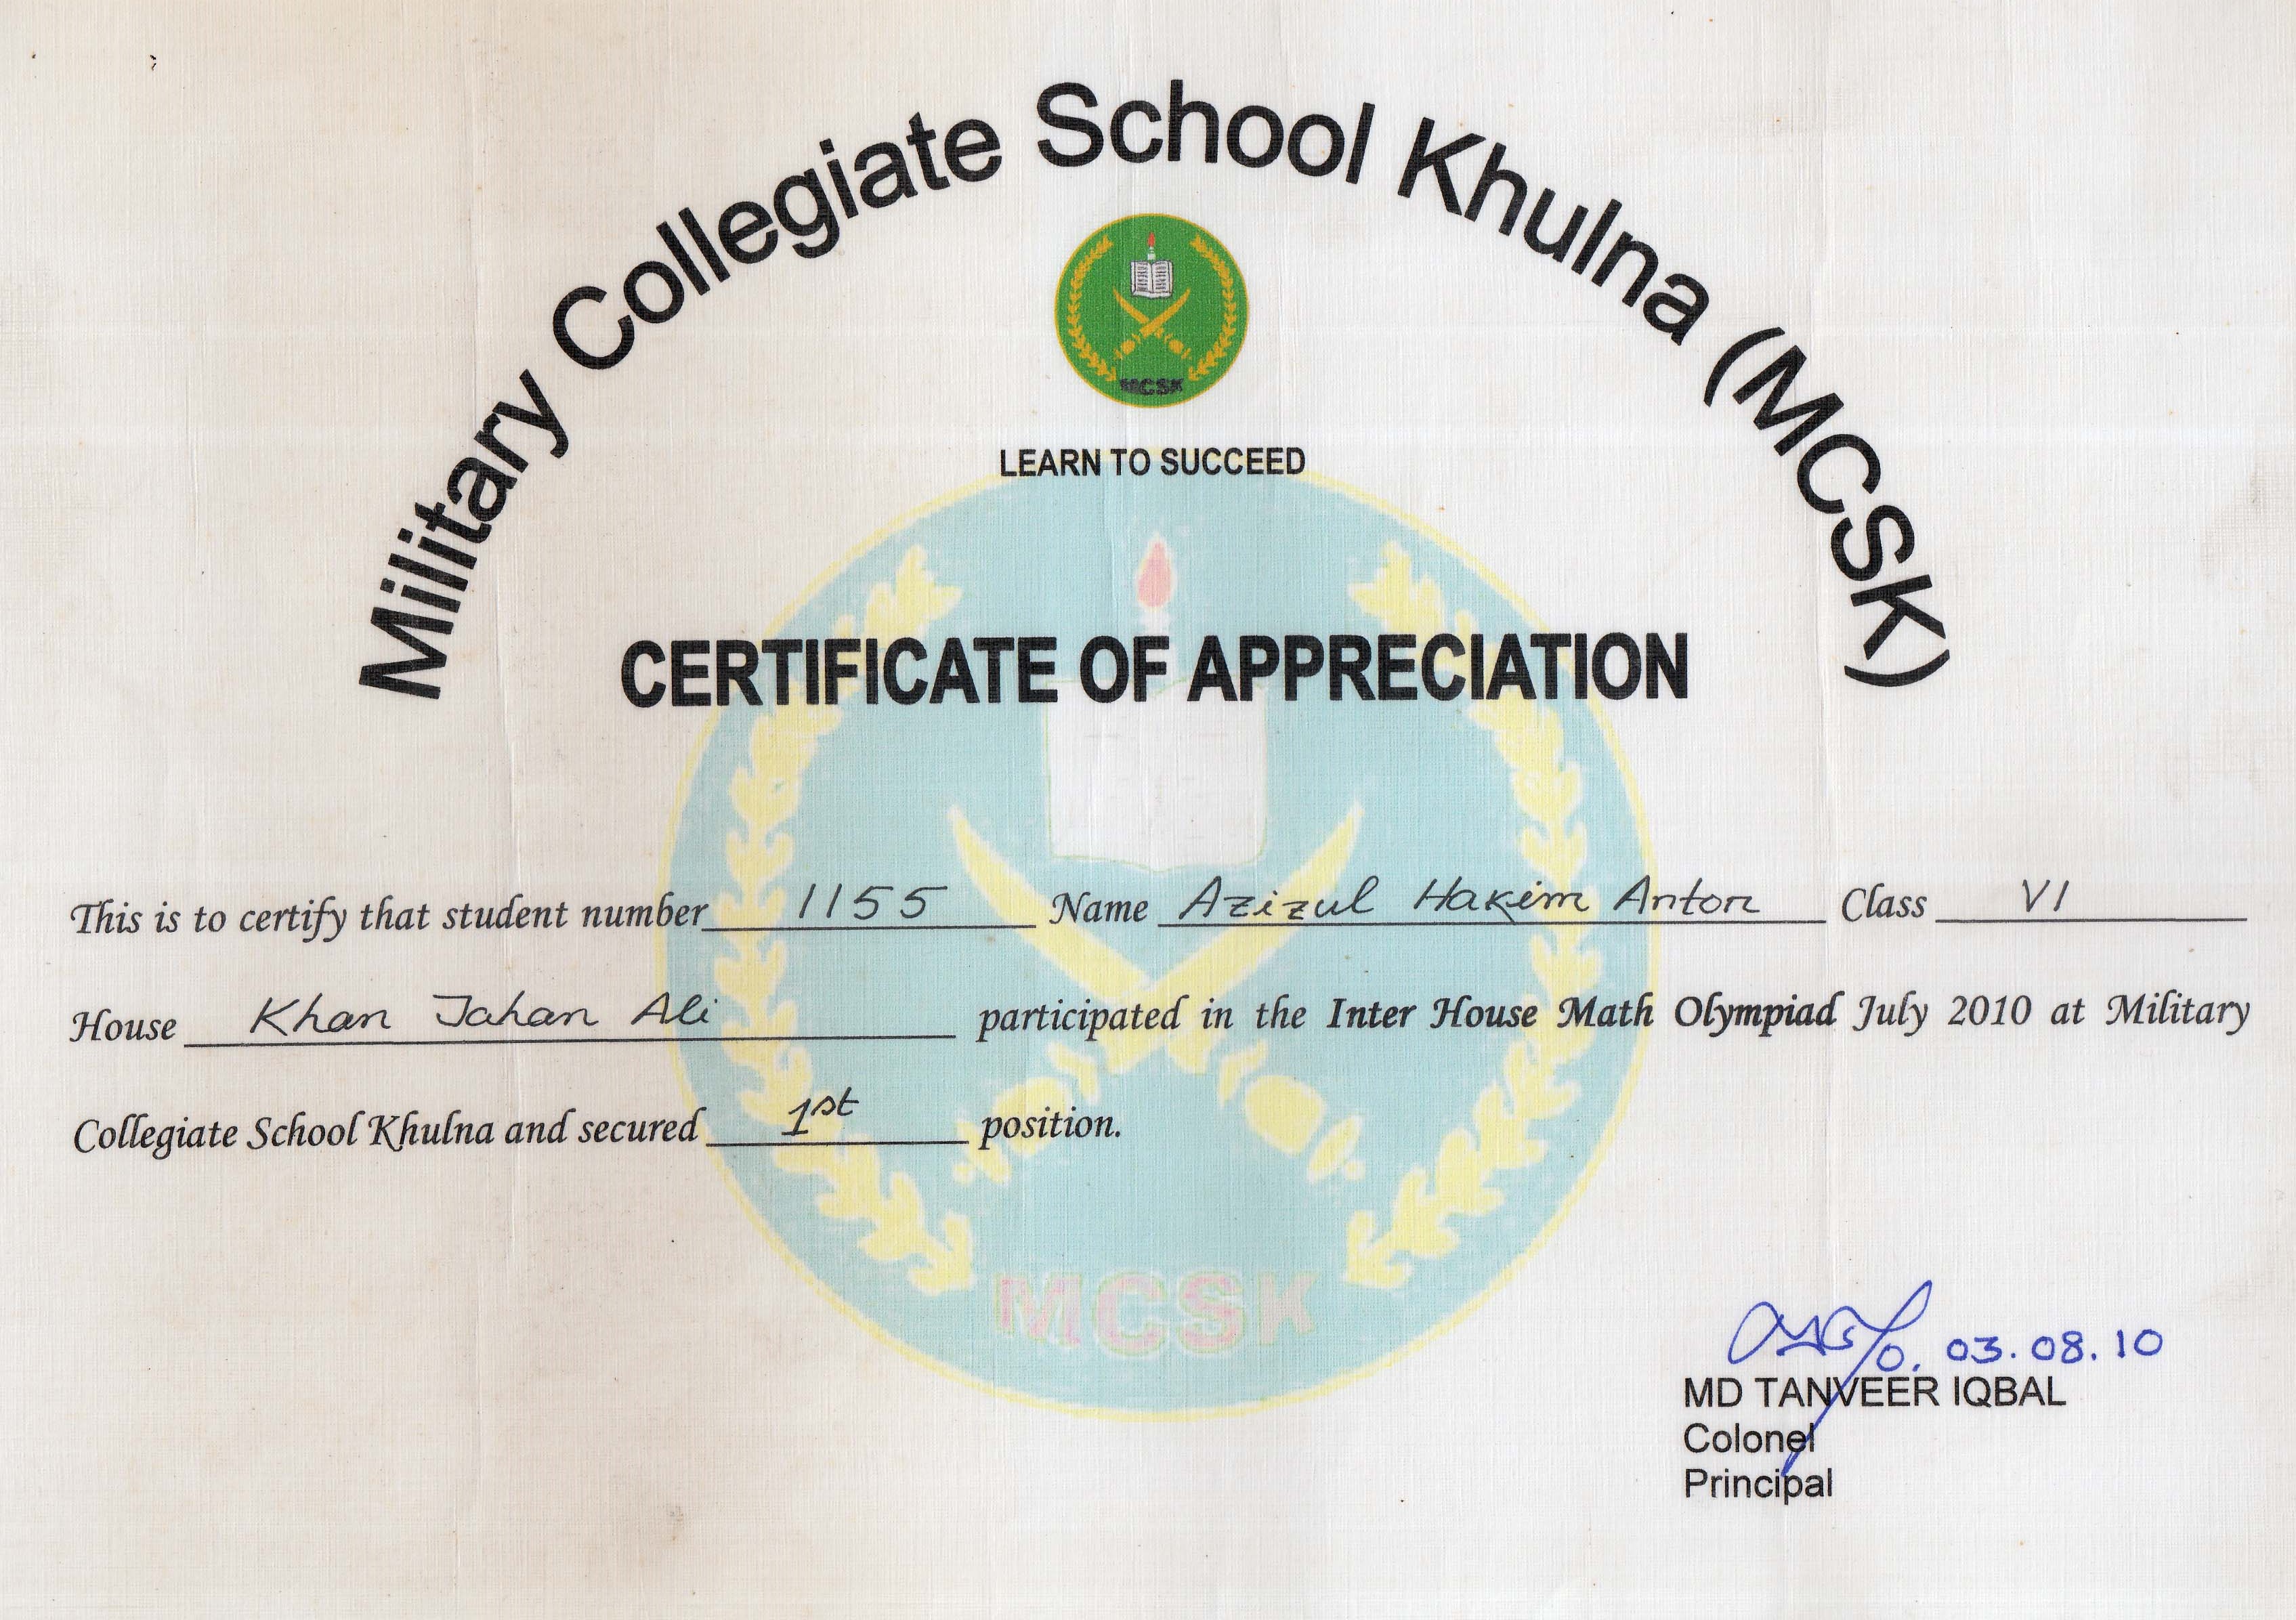 Military Collegiate School Khulna (MCSK)
MCSK
LEARN TO SUCCEED
CERTIFICATE OF APPRECIATION
This is to certify that student number 1155 Name Azizul Hakim Anton Class VI
House Khan Jahan Ali participated in the Inter House Math Olympiad July 2010 at Military
Collegiate School Khulna and secured 1st position.
MCSK
03.08.10
MD TANVEER IQBAL
Colonel
Principal